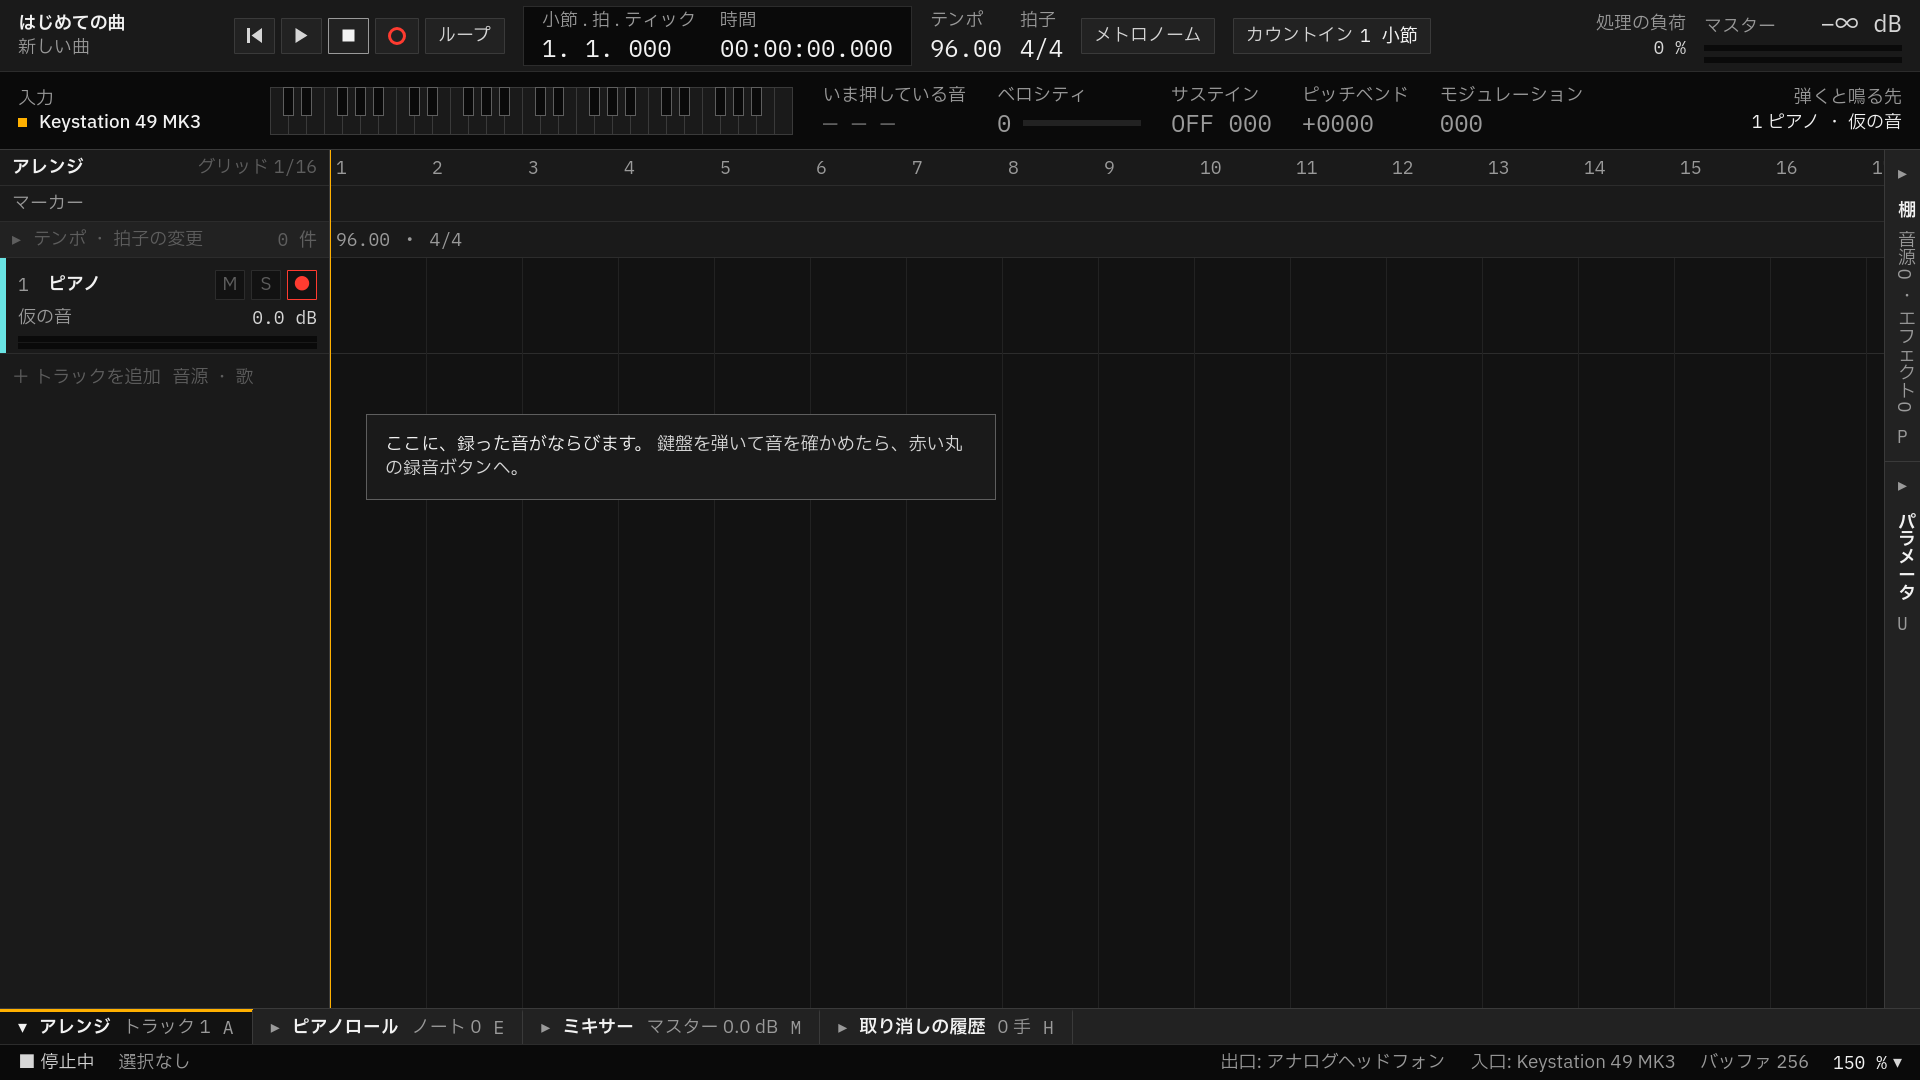 はじめての曲
新しい曲
ループ
小節 . 拍 . ティック 時間
1. 1. 000 00:00:00.000
テンポ 拍子
96.00 4/4
メトロノーム
カウントイン 1 小節
処理の負荷
0 %
マスター −∞ dB
入力
Keystation 49 MK3
いま押している音
— — —
ベロシティ
0
サステイン
OFF 000
ピッチベンド
+0000
モジュレーション
000
弾くと鳴る先
1 ピアノ ・ 仮の音
アレンジ グリッド 1/16
1 2 3 4 5 6 7 8 9 10 11 12 13 14 15 16 1
マーカー
▶ テンポ ・ 拍子の変更 0 件
96.00 ・ 4/4
1 ピアノ M S
仮の音 0.0 dB
＋ トラックを追加 音源 ・ 歌
ここに、録った音がならびます。 鍵盤を弾いて音を確かめたら、赤い丸
の録音ボタンへ。
▶ 棚 音源 0 ・ エフェクト 0 P
▶ パラメータ U
▼ アレンジ トラック 1 A
▶ ピアノロール ノート 0 E
▶ ミキサー マスター 0.0 dB M
▶ 取り消しの履歴 0 手 H
■ 停止中 選択なし
出口: アナログヘッドフォン 入口: Keystation 49 MK3 バッファ 256 150 % ▼